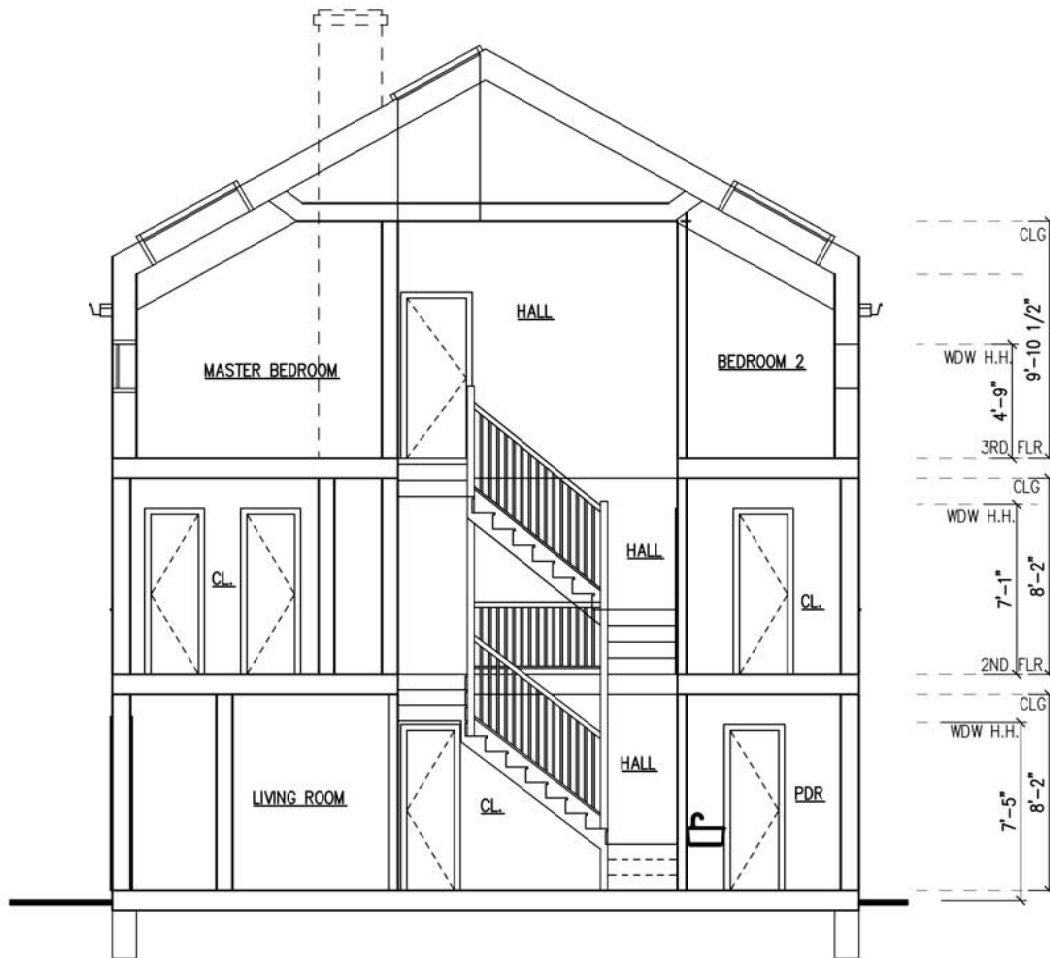 CLG
HALL
9'-10 1/2"
WDW H.H.
MASTER BEDROOM
BEDROOM 2
4'-9"
3RD FLR
CLG
WDW H.H.
HALL
7'-1"
8'-2"
CL.
CL.
2ND FLR
CLG
WDW H.H.
HALL
LIVING ROOM
CL.
PDR
7'-5"
8'-2"